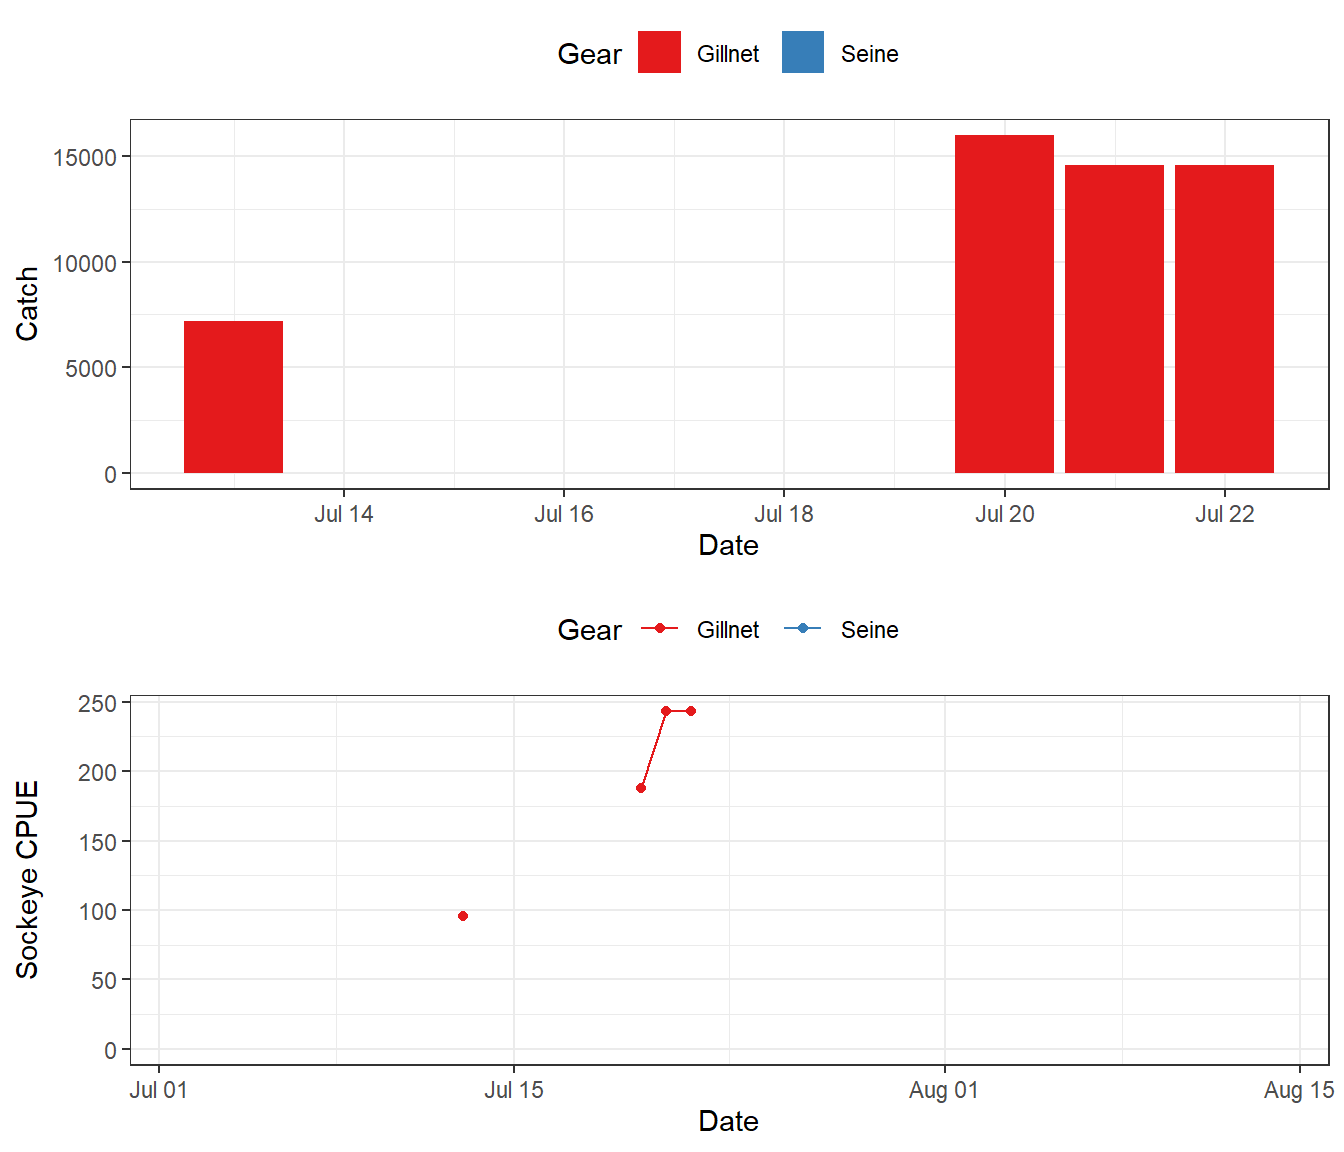 Gear Gillnet Seine
15000
10000
5000
0
Catch
Jul 14 Jul 16 Jul 18 Jul 20 Jul 22
Date
Gear Gillnet Seine
250
200
150
100
50
0
Sockeye CPUE
Jul 01 Jul 15 Aug 01 Aug 15
Date